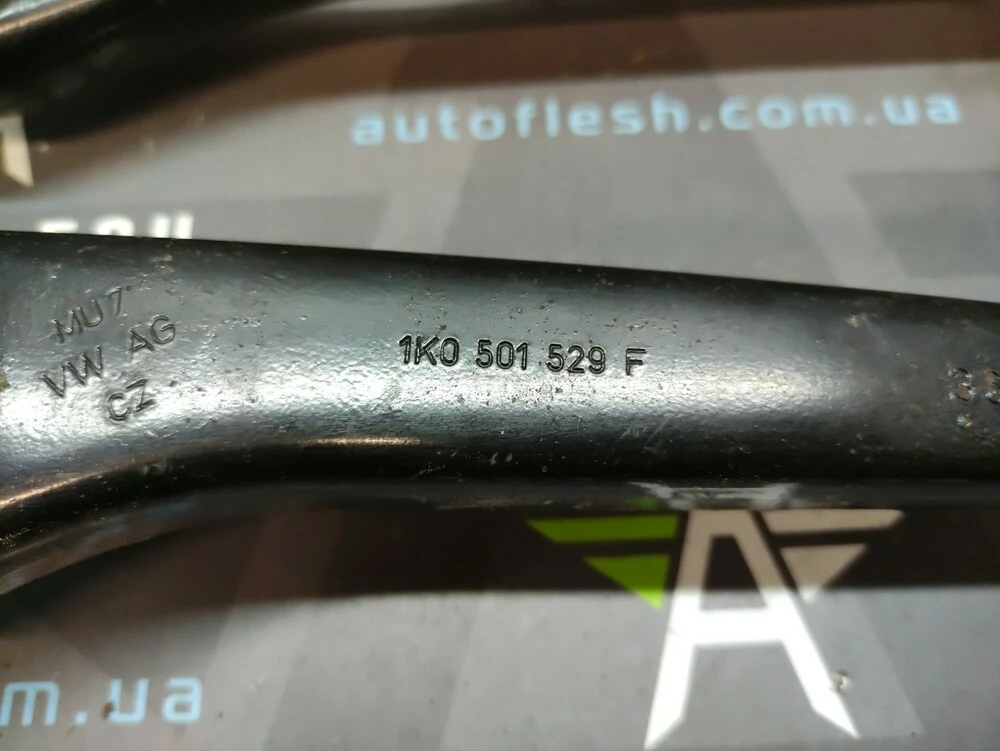 autoflesh.com.ua
MU7
VW AG
CZ
1K0 501 529 F
m.ua